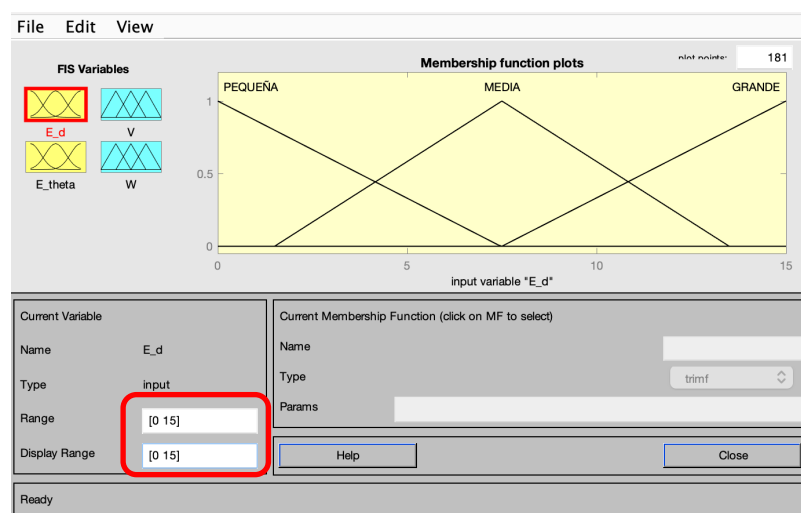 File Edit View
FIS Variables
E_d
V
E_theta
W
Membership function plots
plot points:
181
PEQUEÑA
MEDIA
GRANDE
1
0.5
0
0
5
10
15
input variable "E_d"
Current Variable
Name
E_d
Type
input
Range
[0 15]
Display Range
[0 15]
Current Membership Function (click on MF to select)
Name
Type
trimf
Params
Help
Close
Ready